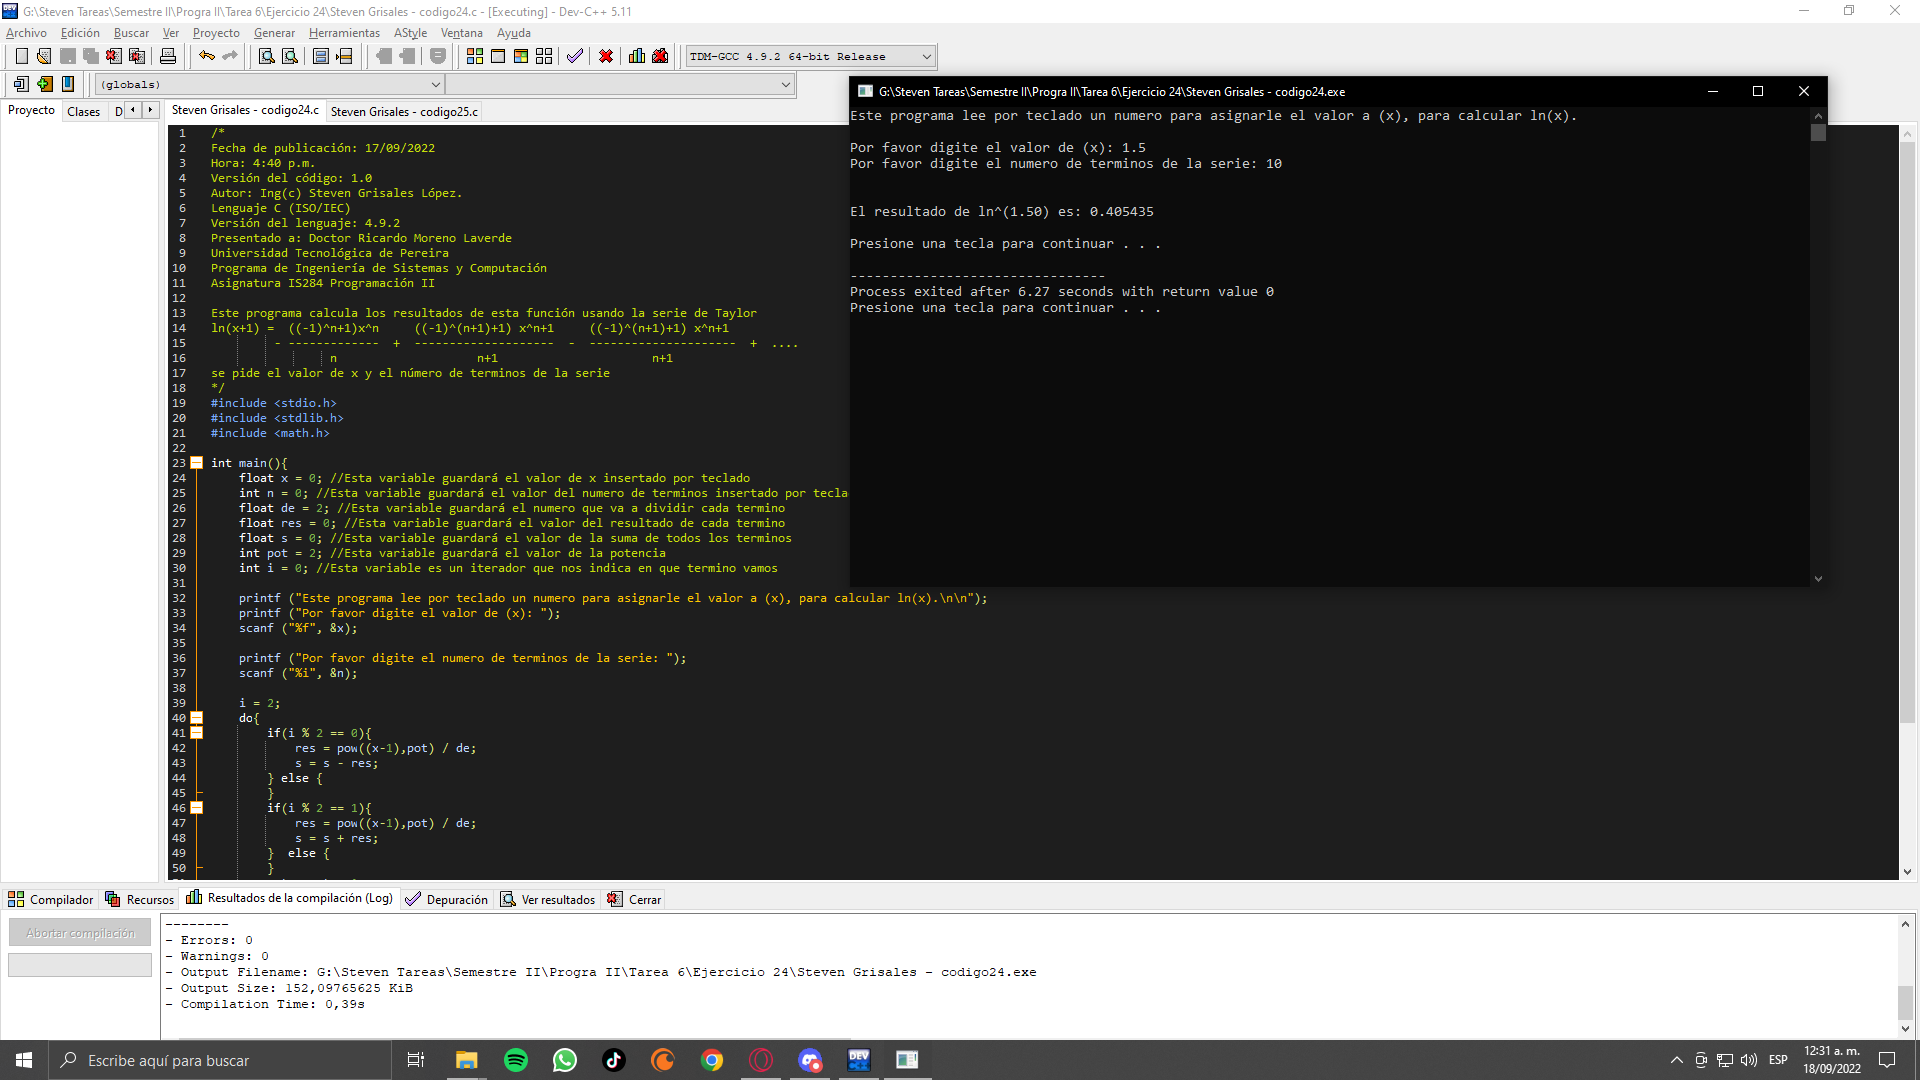 G:\Steven Tareas\Semestre II\Progra II\Tarea 6\Ejercicio 24\Steven Grisales - codigo24.c - [Executing] - Dev-C++ 5.11
Archivo Edición Buscar Ver Proyecto Generar Herramientas AStyle Ventana Ayuda
TDM-GCC 4.9.2 64-bit Release
(globals)
Proyecto Clases D
Steven Grisales - codigo24.c Steven Grisales - codigo25.c
1 /*
2 Fecha de publicación: 17/09/2022
3 Hora: 4:40 p.m.
4 Versión del código: 1.0
5 Autor: Ing(c) Steven Grisales López.
6 Lenguaje C (ISO/IEC)
7 Versión del lenguaje: 4.9.2
8 Presentado a: Doctor Ricardo Moreno Laverde
9 Universidad Tecnológica de Pereira
10 Programa de Ingeniería de Sistemas y Computación
11 Asignatura IS284 Programación II
12
13 Este programa calcula los resultados de esta función usando la serie de Taylor
14 ln(x+1) = ((-1)^n+1)x^n ((-1)^(n+1)+1) x^n+1 ((-1)^(n+1)+1) x^n+1
15 - ------------- + -------------------- - --------------------- + ....
16 n n+1 n+1
17 se pide el valor de x y el número de terminos de la serie
18 */
19 #include <stdio.h>
20 #include <stdlib.h>
21 #include <math.h>
22
23 int main(){
24 float x = 0; //Esta variable guardará el valor de x insertado por teclado
25 int n = 0; //Esta variable guardará el valor del numero de terminos insertado por tecla
26 float de = 2; //Esta variable guardará el numero que va a dividir cada termino
27 float res = 0; //Esta variable guardará el valor del resultado de cada termino
28 float s = 0; //Esta variable guardará el valor de la suma de todos los terminos
29 int pot = 2; //Esta variable guardará el valor de la potencia
30 int i = 0; //Esta variable es un iterador que nos indica en que termino vamos
31
32 printf ("Este programa lee por teclado un numero para asignarle el valor a (x), para calcular ln(x).\n\n");
33 printf ("Por favor digite el valor de (x): ");
34 scanf ("%f", &x);
35
36 printf ("Por favor digite el numero de terminos de la serie: ");
37 scanf ("%i", &n);
38
39 i = 2;
40 do{
41 if(i % 2 == 0){
42 res = pow((x-1),pot) / de;
43 s = s - res;
44 } else {
45 }
46 if(i % 2 == 1){
47 res = pow((x-1),pot) / de;
48 s = s + res;
49 } else {
50 }
G:\Steven Tareas\Semestre II\Progra II\Tarea 6\Ejercicio 24\Steven Grisales - codigo24.exe
Este programa lee por teclado un numero para asignarle el valor a (x), para calcular ln(x).
Por favor digite el valor de (x): 1.5
Por favor digite el numero de terminos de la serie: 10
El resultado de ln^(1.50) es: 0.405435
Presione una tecla para continuar . . .
--------------------------------
Process exited after 6.27 seconds with return value 0
Presione una tecla para continuar . . .
Compilador Recursos Resultados de la compilación (Log) Depuración Ver resultados Cerrar
Abortar compilación
--------
- Errors: 0
- Warnings: 0
- Output Filename: G:\Steven Tareas\Semestre II\Progra II\Tarea 6\Ejercicio 24\Steven Grisales - codigo24.exe
- Output Size: 152,09765625 KiB
- Compilation Time: 0,39s
Escribe aquí para buscar
DEV
ESP
12:31 a. m.
18/09/2022